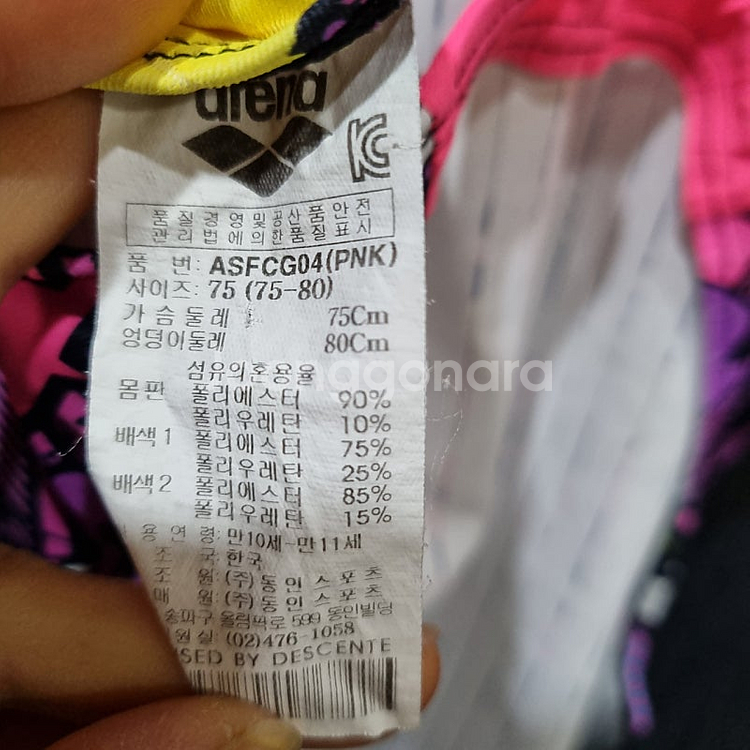 arena
KC
품질경영및공산품안전
관리법에의한품질표시
품 번: ASFCG04(PNK)
사이즈: 75 (75-80)
가슴둘레 75Cm
엉덩이둘레 80Cm
섬유의혼용율
몸판 폴리에스터 90%
폴리우레탄 10%
배색1 폴리에스터 75%
폴리우레탄 25%
배색2 폴리에스터 85%
폴리우레탄 15%
용연령: 만10세-만11세
조 국: 한국
조 원: (주)동인스포츠
매 원: (주)동인스포츠
송파구 올림픽로 599 동인빌딩
원실: (02)476-1058
SED BY DESCENTE
onggonara